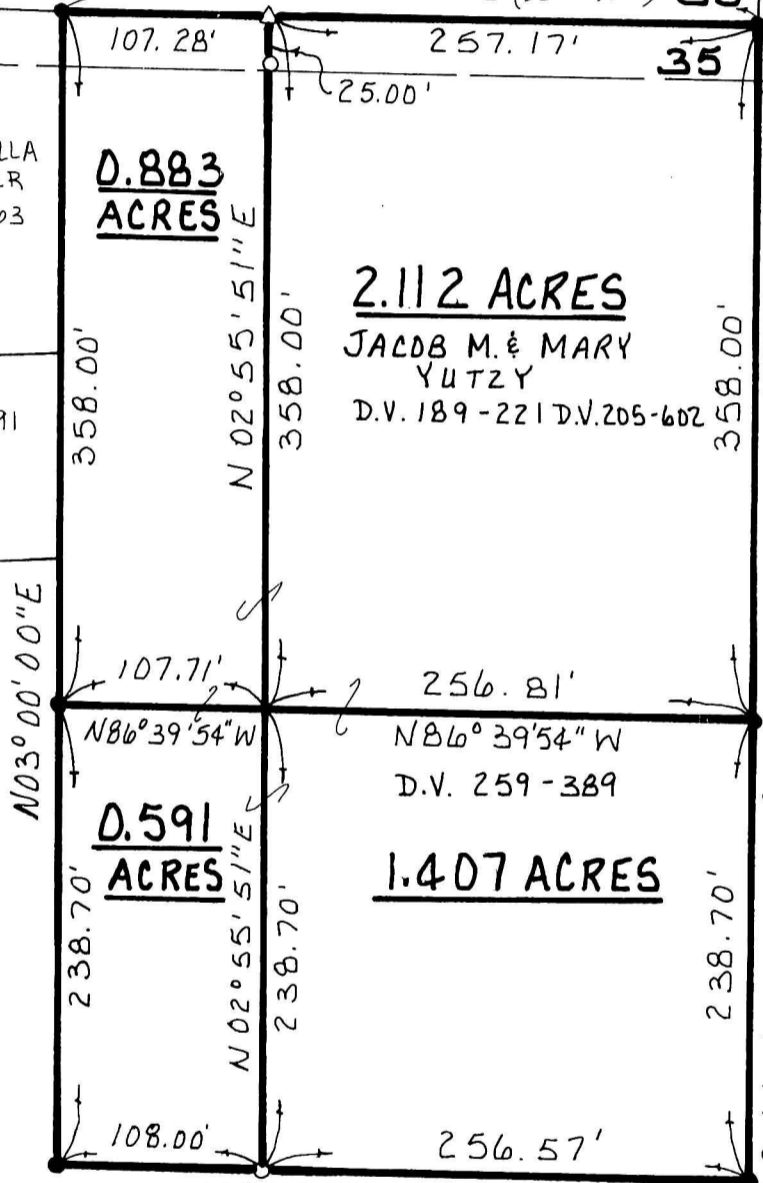 107.28'
257.17'
35
25.00'
0.883
ACRES
N 02° 55' 51" E
2.112 ACRES
JACOB M. & MARY
YUTZY
D.V. 189-221 D.V. 205-602
358.00'
358.00'
358.00'
N03° 00' 00" E
107.71'
256.81'
N86° 39' 54" W
N86° 39' 54" W
D.V. 259-389
0.591
ACRES
1.407 ACRES
N 02° 55' 51" E
238.70'
238.70'
238.70'
108.00'
256.57'